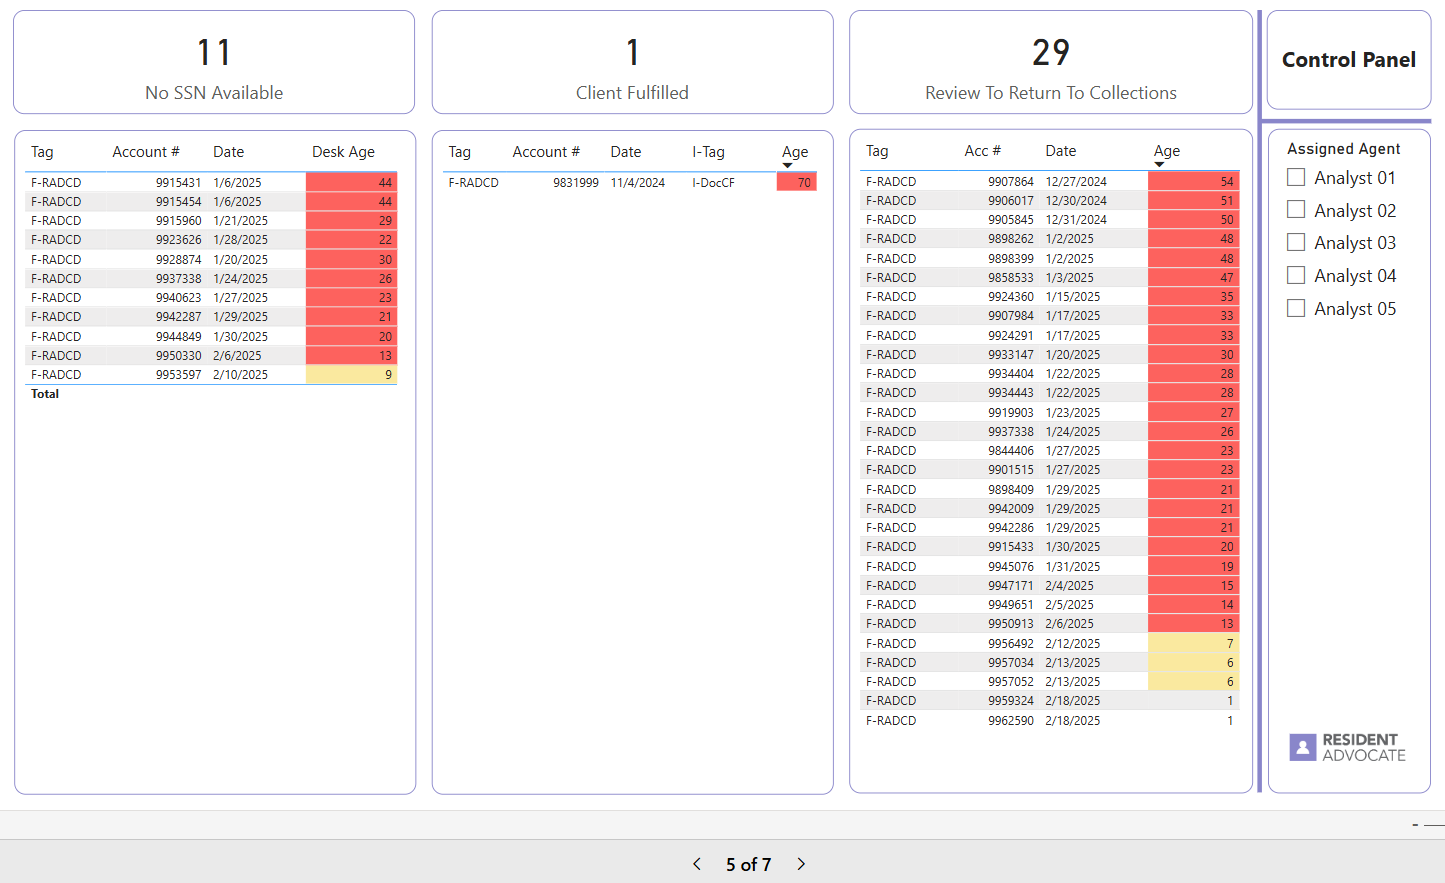 11
No SSN Available
1
Client Fulfilled
29
Review To Return To Collections
Control Panel
Tag Account # Date Desk Age
F-RADCD 9915431 1/6/2025 44
F-RADCD 9915454 1/6/2025 44
F-RADCD 9915960 1/21/2025 29
F-RADCD 9923626 1/28/2025 22
F-RADCD 9928874 1/20/2025 30
F-RADCD 9937338 1/24/2025 26
F-RADCD 9940623 1/27/2025 23
F-RADCD 9942287 1/29/2025 21
F-RADCD 9944849 1/30/2025 20
F-RADCD 9950330 2/6/2025 13
F-RADCD 9953597 2/10/2025 9
Total
Tag Account # Date I-Tag Age
F-RADCD 9831999 11/4/2024 I-DocCF 70
Tag Acc # Date Age
F-RADCD 9907864 12/27/2024 54
F-RADCD 9906017 12/30/2024 51
F-RADCD 9905845 12/31/2024 50
F-RADCD 9898262 1/2/2025 48
F-RADCD 9898399 1/2/2025 48
F-RADCD 9858533 1/3/2025 47
F-RADCD 9924360 1/15/2025 35
F-RADCD 9907984 1/17/2025 33
F-RADCD 9924291 1/17/2025 33
F-RADCD 9933147 1/20/2025 30
F-RADCD 9934404 1/22/2025 28
F-RADCD 9934443 1/22/2025 28
F-RADCD 9919903 1/23/2025 27
F-RADCD 9937338 1/24/2025 26
F-RADCD 9844406 1/27/2025 23
F-RADCD 9901515 1/27/2025 23
F-RADCD 9898409 1/29/2025 21
F-RADCD 9942009 1/29/2025 21
F-RADCD 9942286 1/29/2025 21
F-RADCD 9915433 1/30/2025 20
F-RADCD 9945076 1/31/2025 19
F-RADCD 9947171 2/4/2025 15
F-RADCD 9949651 2/5/2025 14
F-RADCD 9950913 2/6/2025 13
F-RADCD 9956492 2/12/2025 7
F-RADCD 9957034 2/13/2025 6
F-RADCD 9957052 2/13/2025 6
F-RADCD 9959324 2/18/2025 1
F-RADCD 9962590 2/18/2025 1
Assigned Agent
Analyst 01
Analyst 02
Analyst 03
Analyst 04
Analyst 05
RESIDENT
ADVOCATE
5 of 7